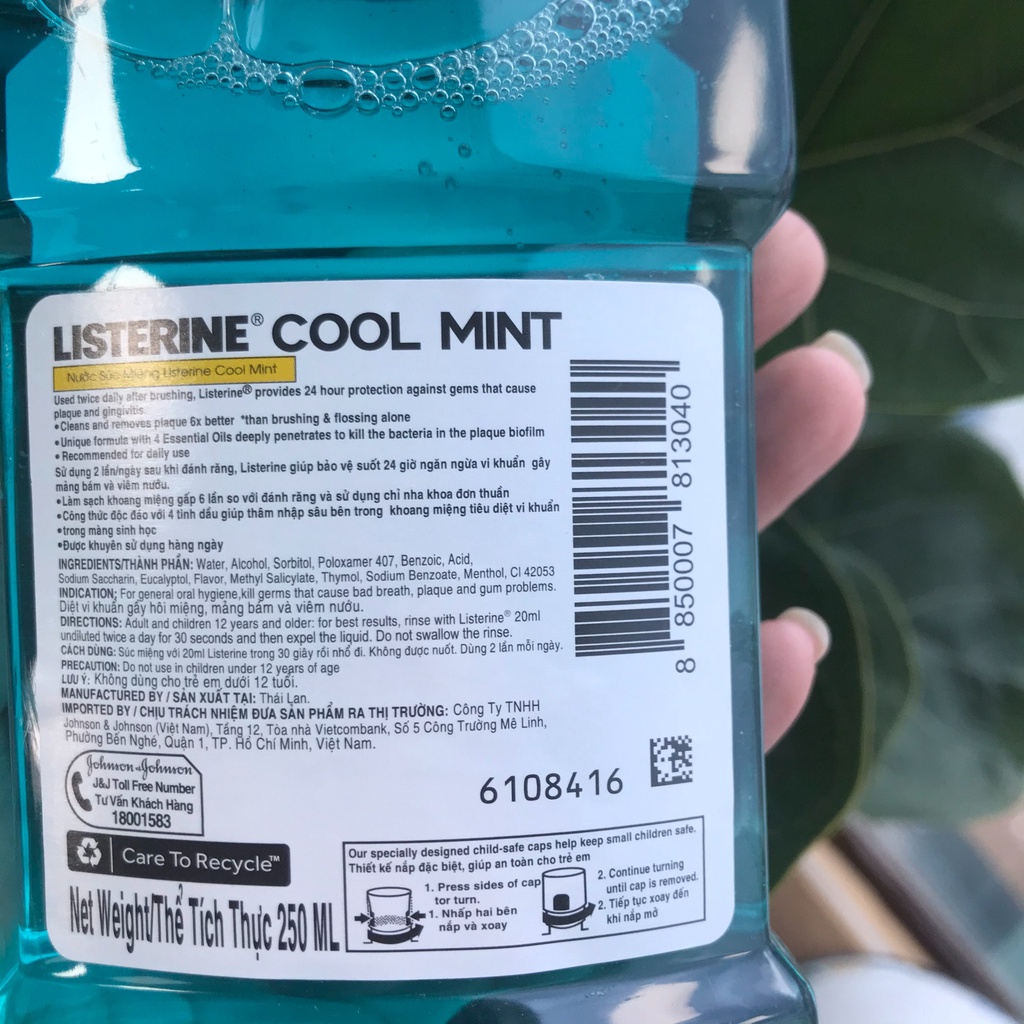 LISTERINE® COOL MINT
Nước Súc Miệng Listerine Cool Mint
Used twice daily after brushing, Listerine® provides 24 hour protection against gems that cause
plaque and gingivitis.
•Cleans and removes plaque 6x better *than brushing & flossing alone
•Unique formula with 4 Essential Oils deeply penetrates to kill the bacteria in the plaque biofilm
•Recommended for daily use
Sử dụng 2 lần/ngày sau khi đánh răng, Listerine giúp bảo vệ suốt 24 giờ ngăn ngừa vi khuẩn gây
mảng bám và viêm nướu.
•Làm sạch khoang miệng gấp 6 lần so với đánh răng và sử dụng chỉ nha khoa đơn thuần
•Công thức độc đáo với 4 tinh dầu giúp thâm nhập sâu bên trong khoang miệng tiêu diệt vi khuẩn
•trong màng sinh học
•Được khuyên sử dụng hàng ngày
INGREDIENTS/THÀNH PHẦN: Water, Alcohol, Sorbitol, Poloxamer 407, Benzoic, Acid,
Sodium Saccharin, Eucalyptol, Flavor, Methyl Salicylate, Thymol, Sodium Benzoate, Menthol, CI 42053
INDICATION: For general oral hygiene,kill germs that cause bad breath, plaque and gum problems.
Diệt vi khuẩn gây hôi miệng, mảng bám và viêm nướu.
DIRECTIONS: Adult and children 12 years and older: for best results, rinse with Listerine® 20ml
undiluted twice a day for 30 seconds and then expel the liquid. Do not swallow the rinse.
CÁCH DÙNG: Súc miệng với 20ml Listerine trong 30 giây rồi nhổ đi. Không được nuốt. Dùng 2 lần mỗi ngày.
PRECAUTION: Do not use in children under 12 years of age
LƯU Ý: Không dùng cho trẻ em dưới 12 tuổi.
MANUFACTURED BY / SẢN XUẤT TẠI: Thái Lan.
IMPORTED BY / CHỊU TRÁCH NHIỆM ĐƯA SẢN PHẨM RA THỊ TRƯỜNG: Công Ty TNHH
Johnson & Johnson (Việt Nam), Tầng 12, Tòa nhà Vietcombank, Số 5 Công Trường Mê Linh,
Phường Bến Nghé, Quận 1, TP. Hồ Chí Minh, Việt Nam.
8 850007 813040
Johnson & Johnson
J&J Toll Free Number
Tư Vấn Khách Hàng
18001583
6108416
Care To Recycle™
Net Weight/Thể Tích Thực 250 ML
Our specially designed child-safe caps help keep small children safe.
Thiết kế nắp đặc biệt, giúp an toàn cho trẻ em
1. Press sides of cap
tor turn.
1. Nhấp hai bên
nắp và xoay
2. Continue turning
until cap is removed.
2. Tiếp tục xoay đến
khi nắp mở